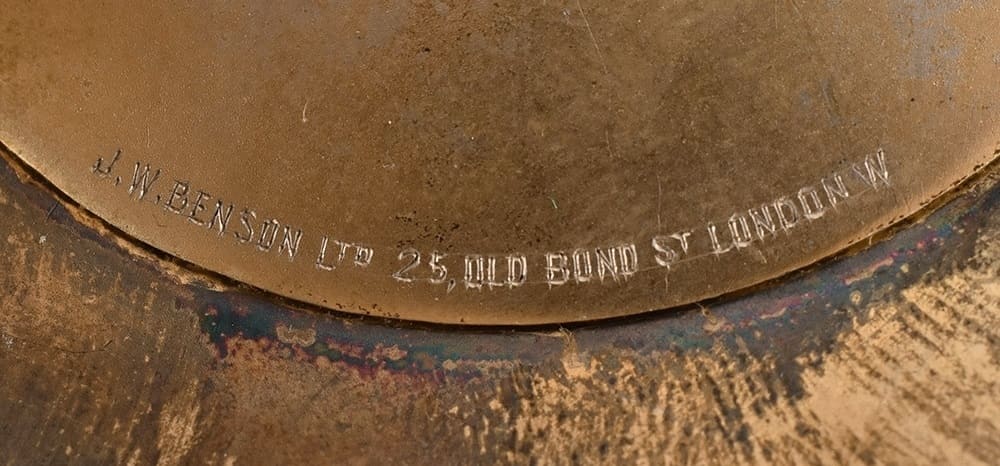 J. W. BENSON LTD 25, OLD BOND ST LONDON W